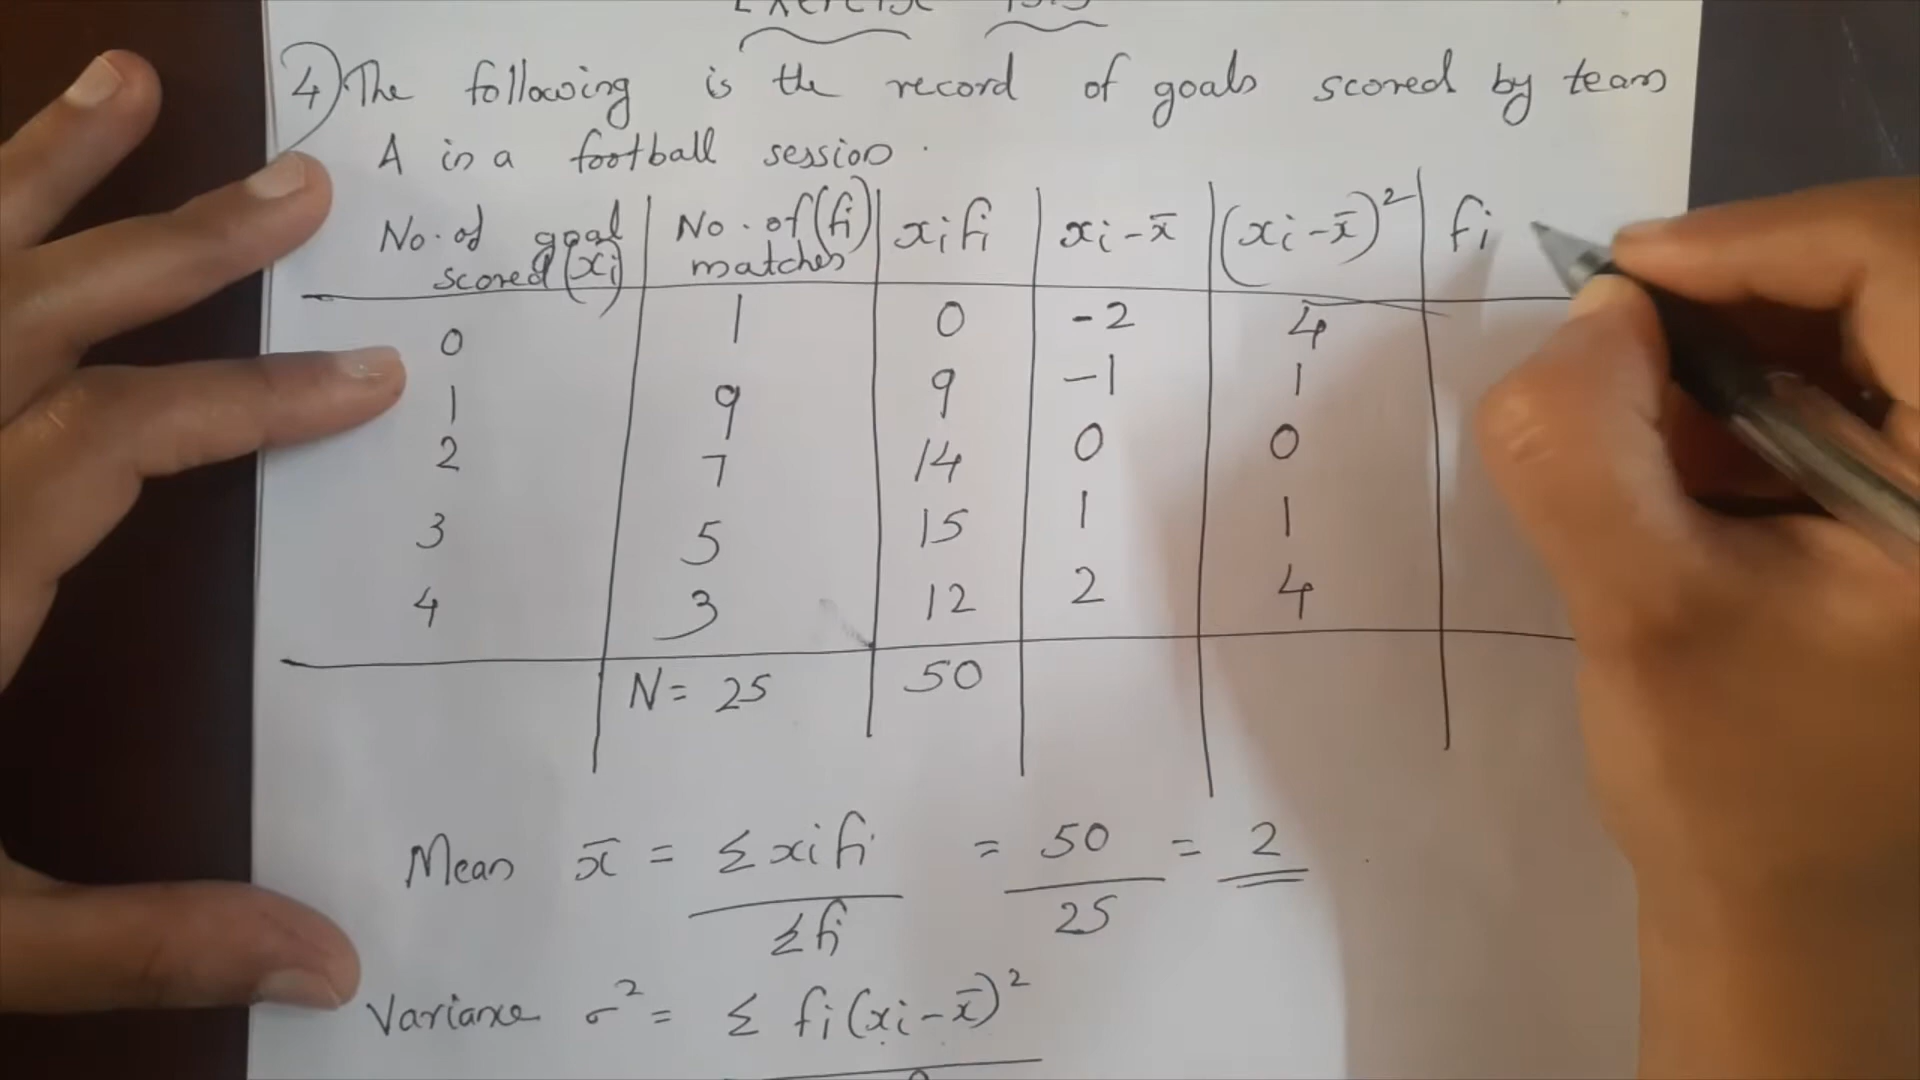 4) The following is the record of goals scored by team
A in a football session.
No. of goal scored (xi) | No. of (fi) matches | xi fi | xi - x̄ | (xi - x̄)² | fi
0 | 1 | 0 | -2 | 4
1 | 9 | 9 | -1 | 1
2 | 7 | 14 | 0 | 0
3 | 5 | 15 | 1 | 1
4 | 3 | 12 | 2 | 4
N = 25 | 50
Mean x̄ = Σxifi / Σfi = 50 / 25 = 2
Variance σ² = Σ fi(xi - x̄)²